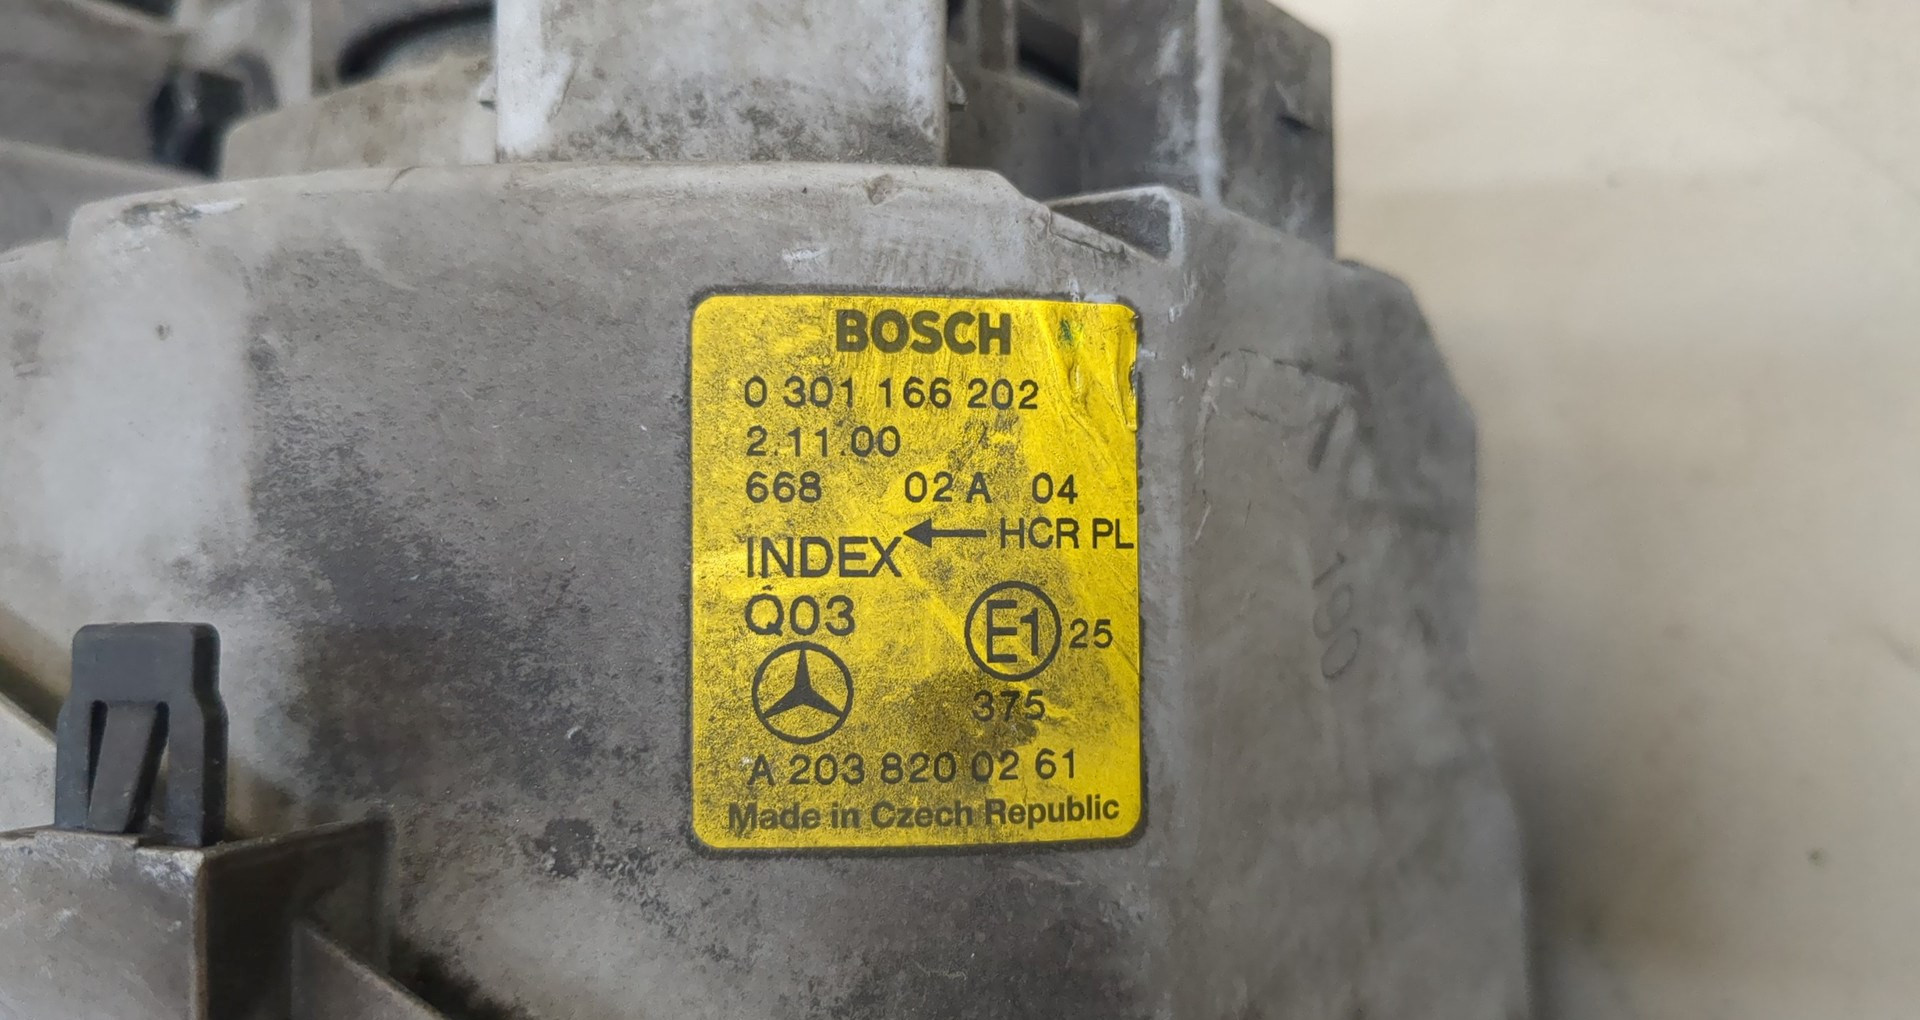 BOSCH
0 301 166 202
2.11.00
668 02 A 04
← HCR PL
INDEX
Q03
E1 25
375
A 203 820 02 61
Made in Czech Republic
190